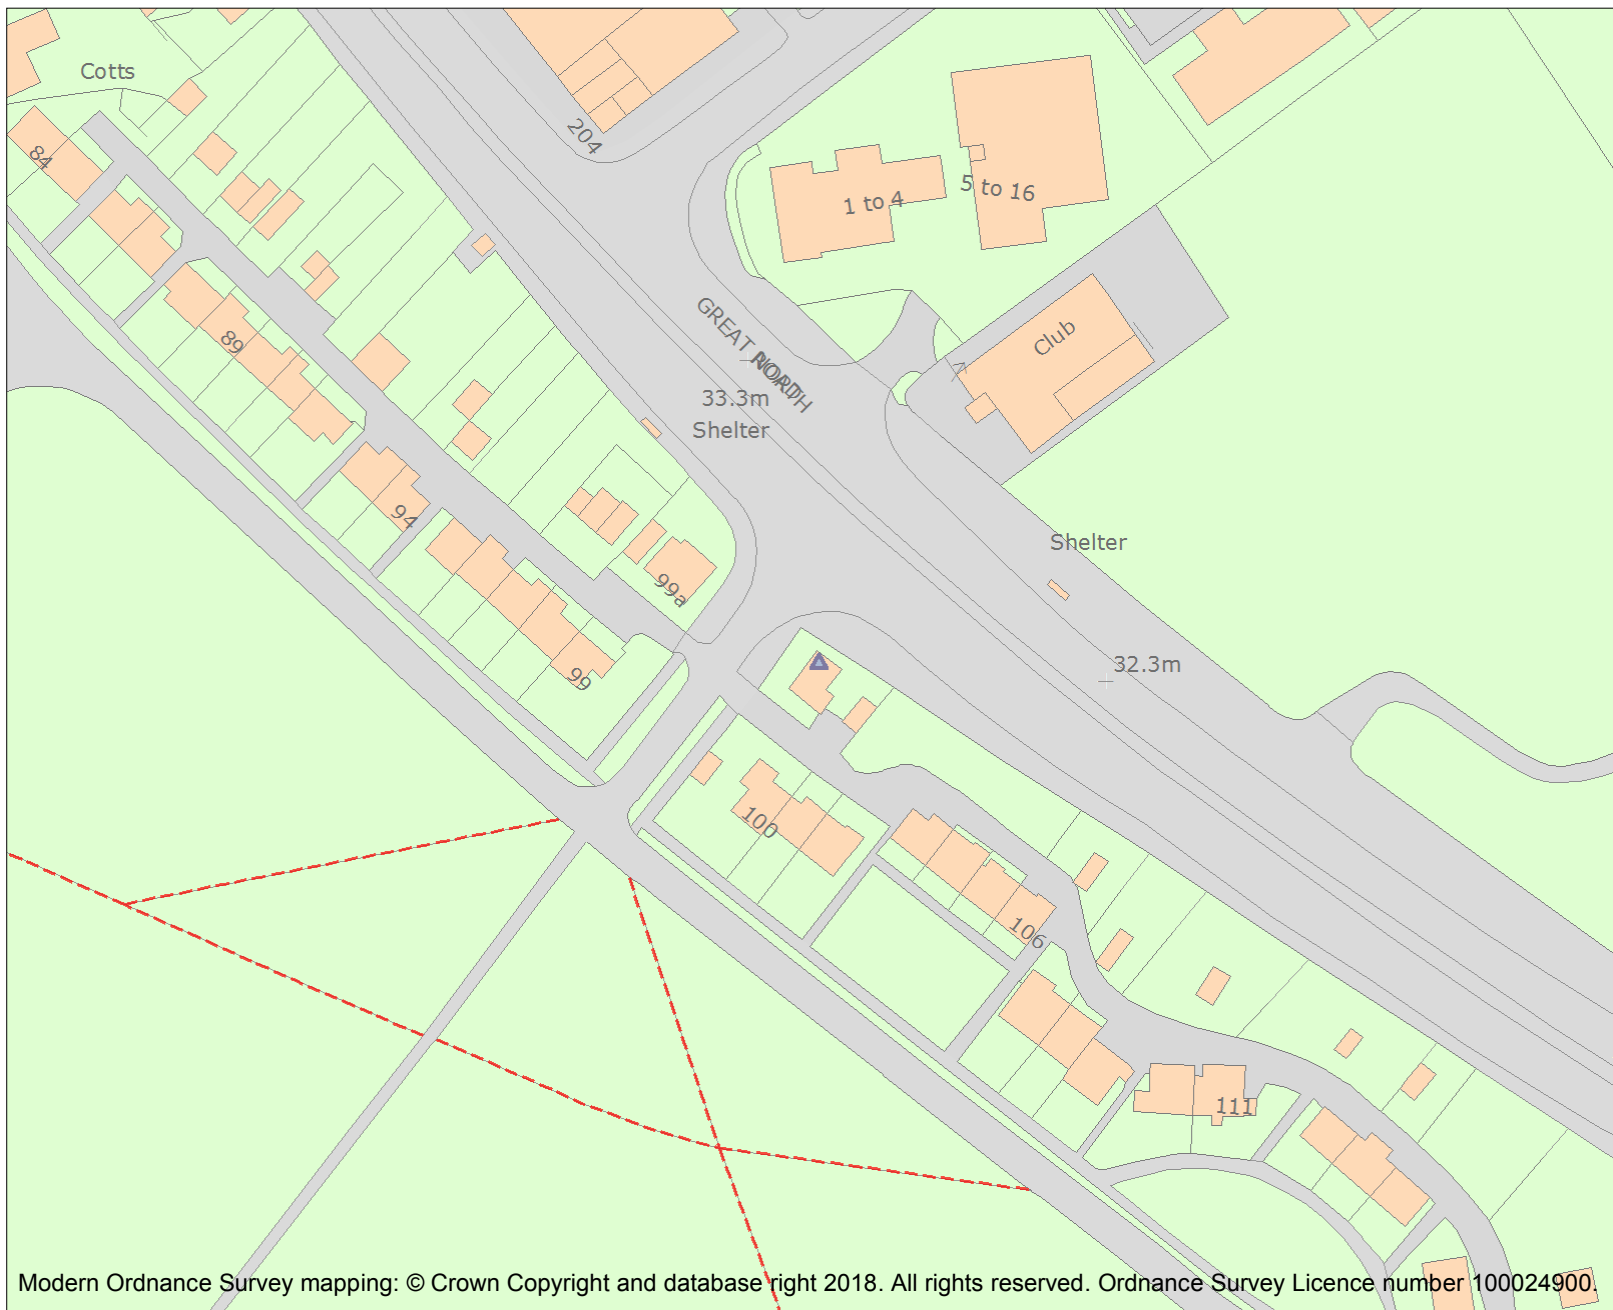 Cotts
84
204
1 to 4
5 to 16
GREAT NORTH
ROAD
Club
89
33.3m
Shelter
94
Shelter
99a
99
32.3m
100
106
111
Modern Ordnance Survey mapping: © Crown Copyright and database right 2018. All rights reserved. Ordnance Survey Licence number 100024900.